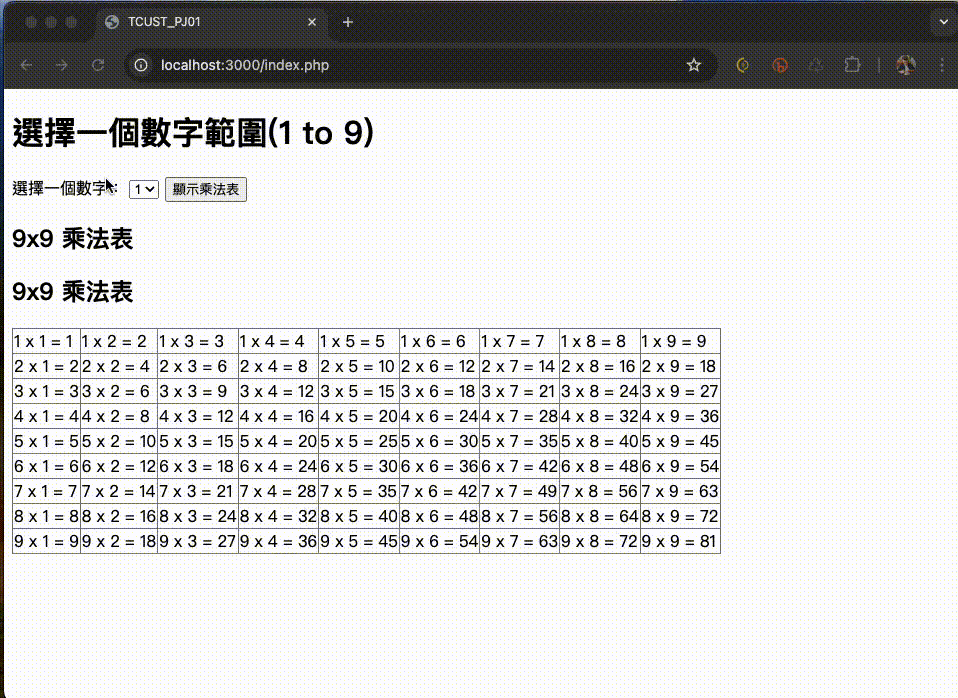 TCUST_PJ01
localhost:3000/index.php
選擇一個數字範圍(1 to 9)
選擇一個數字: 1 顯示乘法表
9x9 乘法表
9x9 乘法表
1 x 1 = 1 1 x 2 = 2 1 x 3 = 3 1 x 4 = 4 1 x 5 = 5 1 x 6 = 6 1 x 7 = 7 1 x 8 = 8 1 x 9 = 9
2 x 1 = 2 2 x 2 = 4 2 x 3 = 6 2 x 4 = 8 2 x 5 = 10 2 x 6 = 12 2 x 7 = 14 2 x 8 = 16 2 x 9 = 18
3 x 1 = 3 3 x 2 = 6 3 x 3 = 9 3 x 4 = 12 3 x 5 = 15 3 x 6 = 18 3 x 7 = 21 3 x 8 = 24 3 x 9 = 27
4 x 1 = 4 4 x 2 = 8 4 x 3 = 12 4 x 4 = 16 4 x 5 = 20 4 x 6 = 24 4 x 7 = 28 4 x 8 = 32 4 x 9 = 36
5 x 1 = 5 5 x 2 = 10 5 x 3 = 15 5 x 4 = 20 5 x 5 = 25 5 x 6 = 30 5 x 7 = 35 5 x 8 = 40 5 x 9 = 45
6 x 1 = 6 6 x 2 = 12 6 x 3 = 18 6 x 4 = 24 6 x 5 = 30 6 x 6 = 36 6 x 7 = 42 6 x 8 = 48 6 x 9 = 54
7 x 1 = 7 7 x 2 = 14 7 x 3 = 21 7 x 4 = 28 7 x 5 = 35 7 x 6 = 42 7 x 7 = 49 7 x 8 = 56 7 x 9 = 63
8 x 1 = 8 8 x 2 = 16 8 x 3 = 24 8 x 4 = 32 8 x 5 = 40 8 x 6 = 48 8 x 7 = 56 8 x 8 = 64 8 x 9 = 72
9 x 1 = 9 9 x 2 = 18 9 x 3 = 27 9 x 4 = 36 9 x 5 = 45 9 x 6 = 54 9 x 7 = 63 9 x 8 = 72 9 x 9 = 81